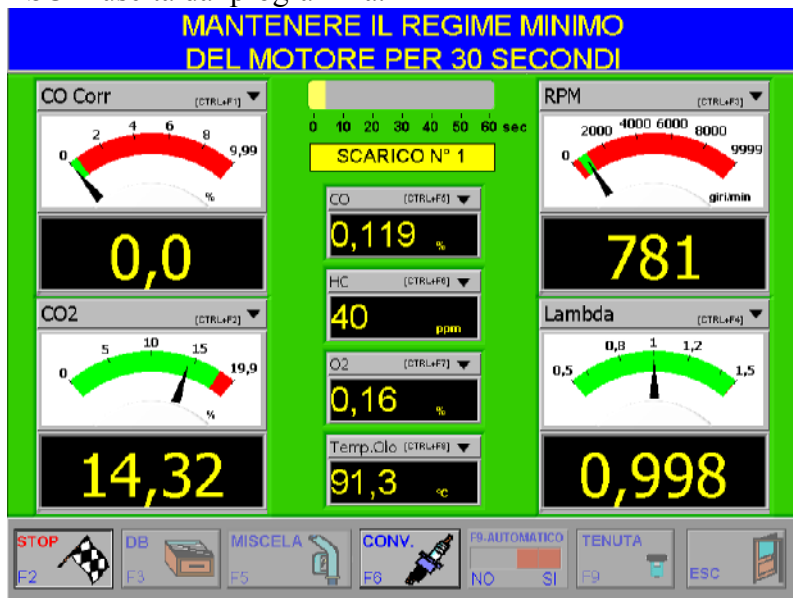 MANTENERE IL REGIME MINIMO
DEL MOTORE PER 30 SECONDI
CO Corr [CTRL+F1]
0 2 4 6 8 9,99
%
0,0
CO2 [CTRL+F2]
0 5 10 15 19,9
%
14,32
0 10 20 30 40 50 60 sec
SCARICO N° 1
CO [CTRL+F5]
0,119 %
HC [CTRL+F6]
40 ppm
O2 [CTRL+F7]
0,16 %
Temp.Olo [CTRL+F8]
91,3 °C
RPM [CTRL+F3]
0 2000 4000 6000 8000 9999
giri/min
781
Lambda [CTRL+F4]
0,5 0,8 1 1,2 1,5
0,998
STOP
F2
DB
F3
MISCELA
F5
CONV.
F6
F9-AUTOMATICO
NO SI
TENUTA
F9
ESC